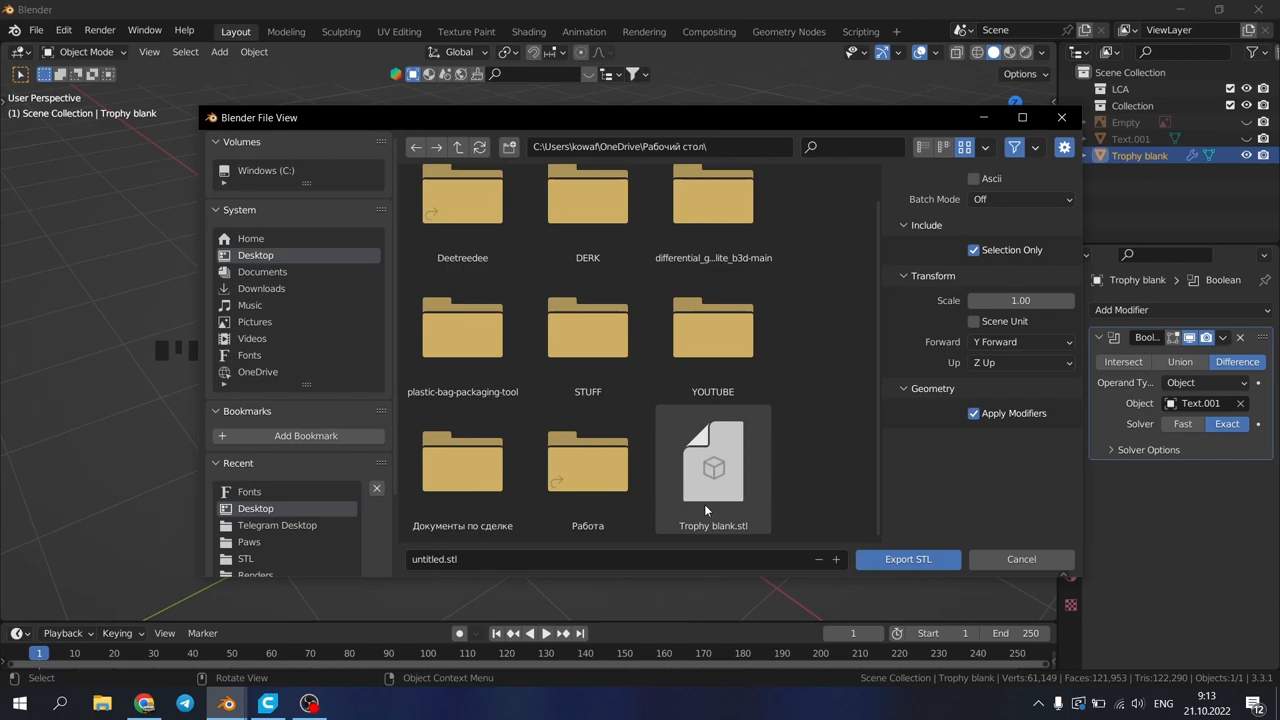 Blender
File Edit Render Window Help Layout Modeling Sculpting UV Editing Texture Paint Shading Animation Rendering Compositing Geometry Nodes Scripting + Scene ViewLayer
Object Mode View Select Add Object Global
Options
User Perspective
(1) Scene Collection | Trophy blank
Scene Collection
LCA
Collection
Empty
Text.001
Trophy blank
Blender File View
Volumes
Windows (C:)
System
Home
Desktop
Documents
Downloads
Music
Pictures
Videos
Fonts
OneDrive
Bookmarks
Add Bookmark
Recent
Fonts
Desktop
Telegram Desktop
Paws
STL
Renders
C:\Users\kowaf\OneDrive\Рабочий стол\
Deetreedee DERK differential_g...lite_b3d-main
plastic-bag-packaging-tool STUFF YOUTUBE
Документы по сделке Работа Trophy blank.stl
untitled.stl
Export STL Cancel
Ascii
Batch Mode Off
Include
Selection Only
Transform
Scale 1.00
Scene Unit
Forward Y Forward
Up Z Up
Geometry
Apply Modifiers
Trophy blank > Boolean
Add Modifier
Bool...
Intersect Union Difference
Operand Ty... Object
Object Text.001
Solver Fast Exact
Solver Options
Playback Keying View Marker 1 Start 1 End 250
1 10 20 30 40 50 60 70 80 90 100 110 120 130 140 150 160 170 180 190 200 210 220 230 240 250
Select Rotate View Object Context Menu Scene Collection | Trophy blank | Verts:61,149 | Faces:121,953 | Tris:122,290 | Objects:1/1 | 3.3.1
ENG 9:13
21.10.2022
12